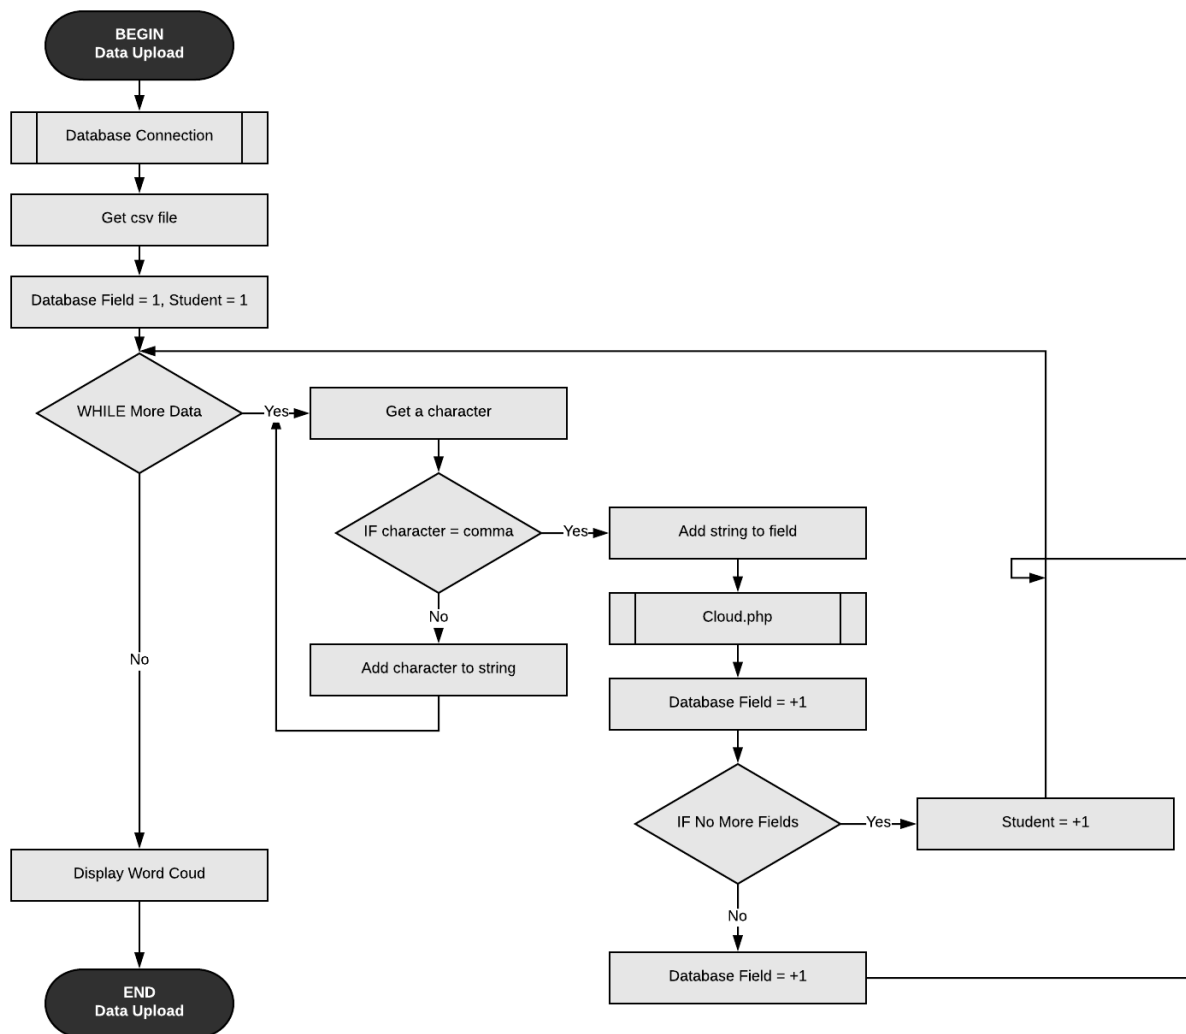 BEGIN
Data Upload
Database Connection
Get csv file
Database Field = 1, Student = 1
WHILE More Data
Yes
Get a character
IF character = comma
Yes
Add string to field
No
Cloud.php
Add character to string
No
Database Field = +1
IF No More Fields
Yes
Student = +1
Display Word Coud
No
Database Field = +1
END
Data Upload